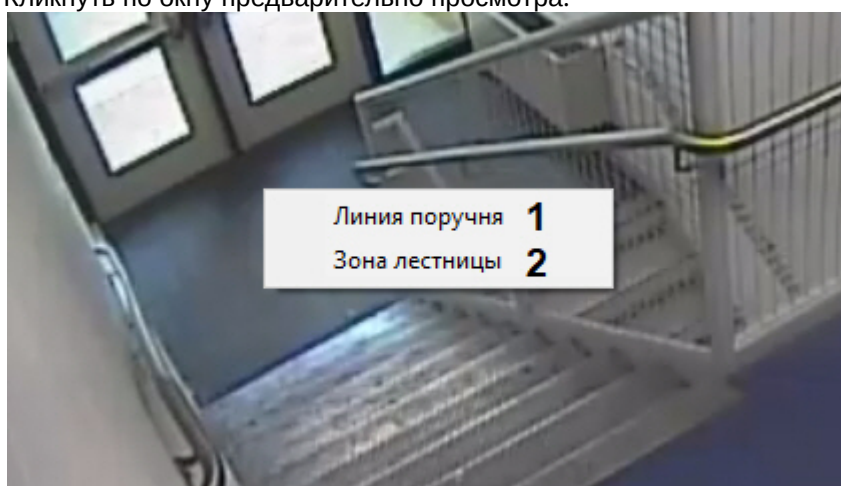 Кликнуть по окну предварительно просмотра.
Линия поручня 1
Зона лестницы 2